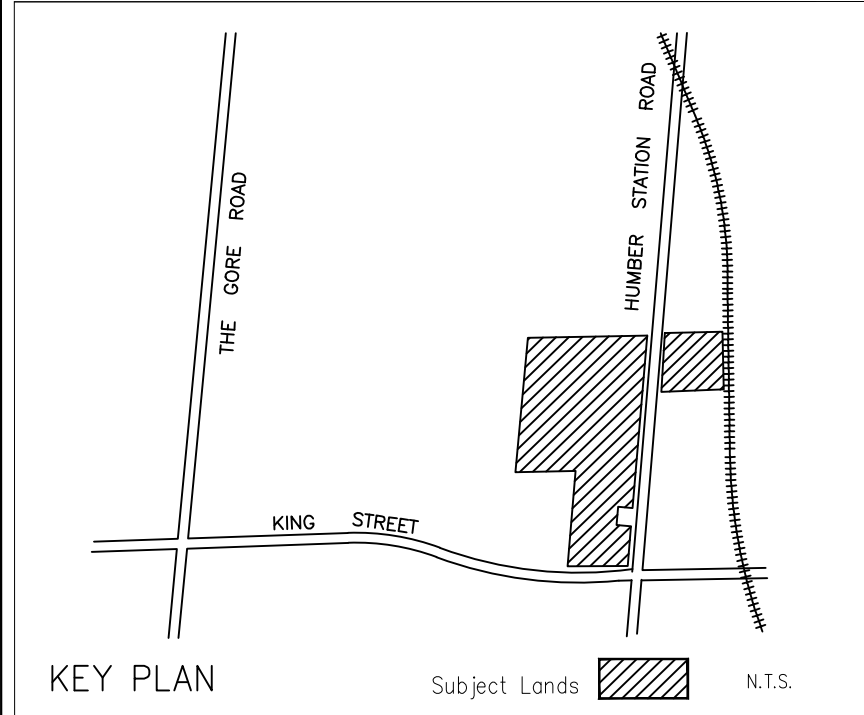 THE GORE ROAD
HUMBER STATION ROAD
KING STREET
KEY PLAN
Subject Lands
N.T.S.